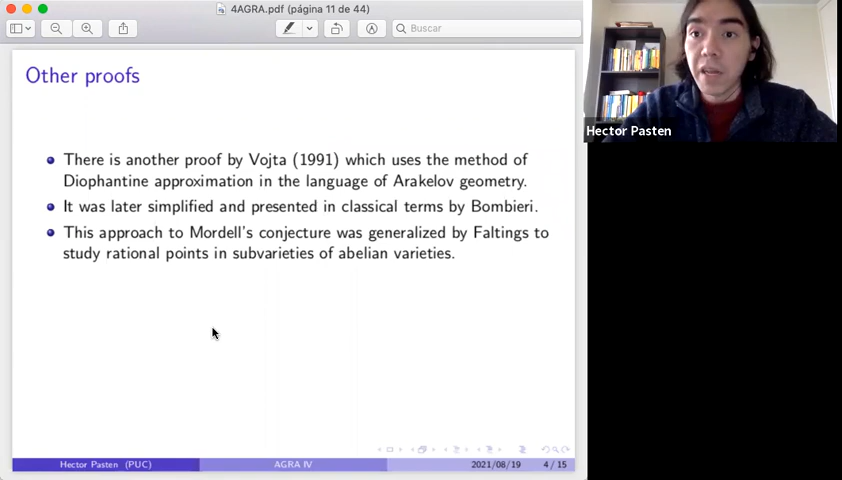 4AGRA.pdf (página 11 de 44)
Buscar
Other proofs
There is another proof by Vojta (1991) which uses the method of
Diophantine approximation in the language of Arakelov geometry.
It was later simplified and presented in classical terms by Bombieri.
This approach to Mordell's conjecture was generalized by Faltings to
study rational points in subvarieties of abelian varieties.
Hector Pasten (PUC)
AGRA IV
2021/08/19
4 / 15
Hector Pasten